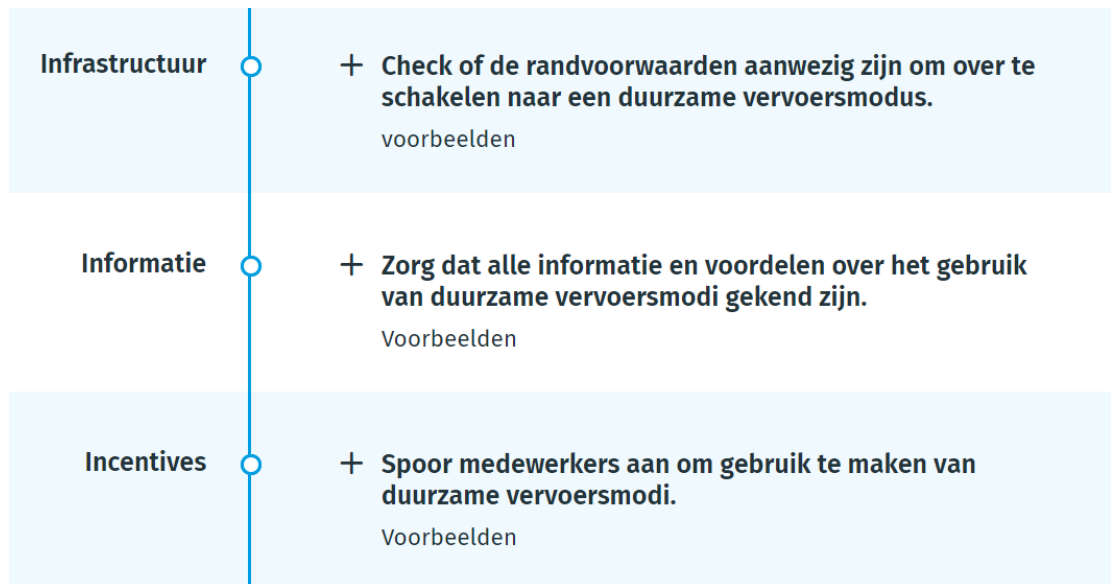 Infrastructuur
+ Check of de randvoorwaarden aanwezig zijn om over te
schakelen naar een duurzame vervoersmodus.
voorbeelden
Informatie
+ Zorg dat alle informatie en voordelen over het gebruik
van duurzame vervoersmodi gekend zijn.
Voorbeelden
Incentives
+ Spoor medewerkers aan om gebruik te maken van
duurzame vervoersmodi.
Voorbeelden